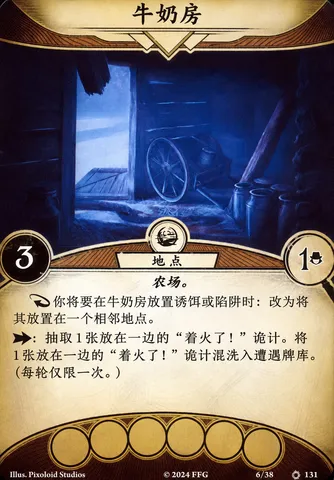 牛奶房
3
地点
1
农场。
你将要在牛奶房放置诱饵或陷阱时：改为将
其放置在一个相邻地点。
：抽取1张放在一边的“着火了！”诡计。将
1张放在一边的“着火了！”诡计混洗入遭遇牌库。
（每轮仅限一次。）
Illus. Pixoloid Studios
© 2024 FFG
6/38
131